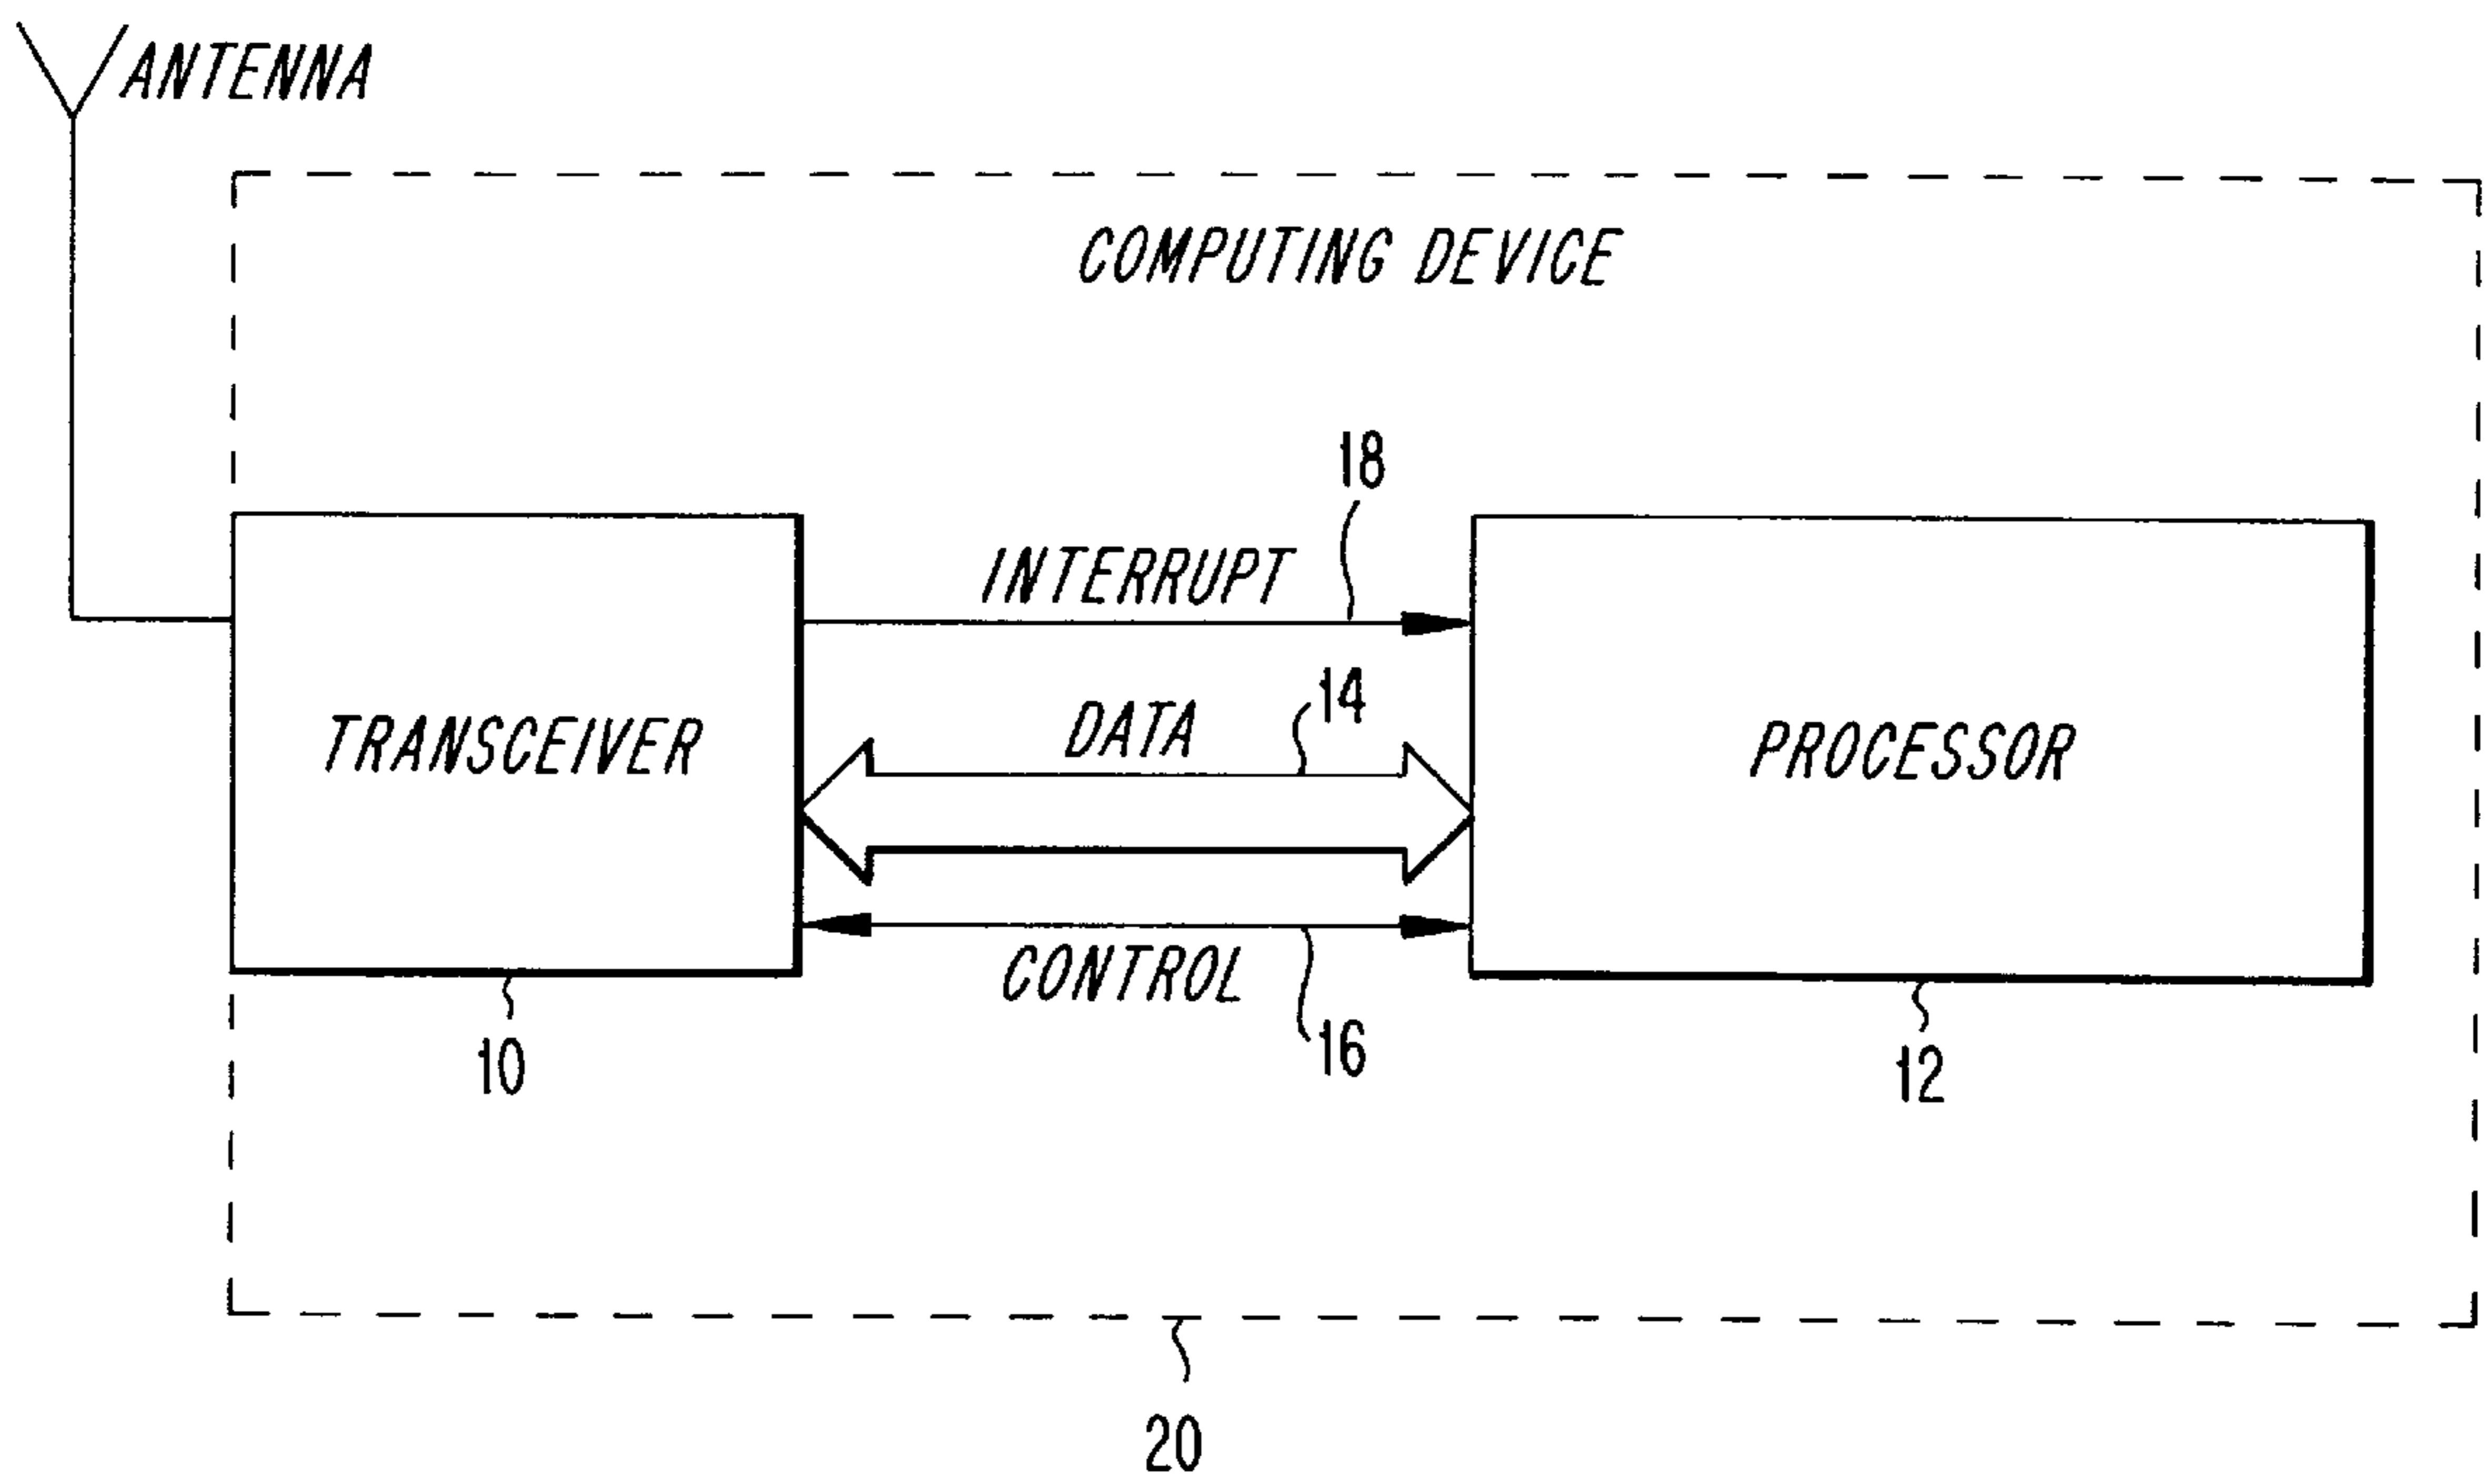 ANTENNA
COMPUTING DEVICE
18
INTERRUPT
14
DATA
TRANSCEIVER
PROCESSOR
CONTROL
16
10
12
20